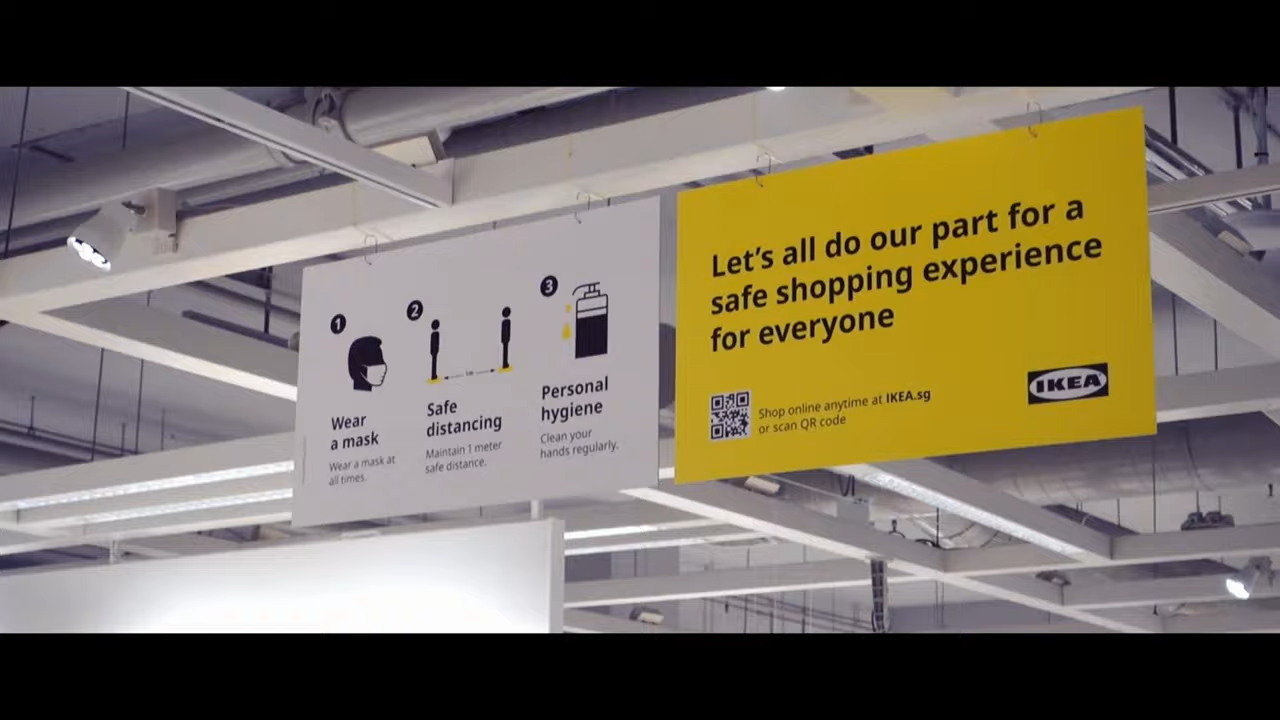 1
Wear
a mask
Wear a mask at
all times.
2
1m
Safe
distancing
Maintain 1 meter
safe distance.
3
Personal
hygiene
Clean your
hands regularly.
Let's all do our part for a
safe shopping experience
for everyone
Shop online anytime at IKEA.sg
or scan QR code
IKEA